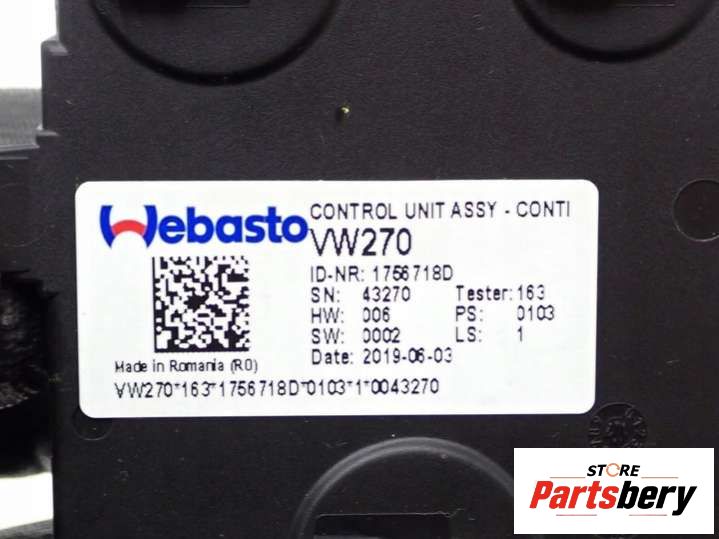 Webasto
CONTROL UNIT ASSY - CONTI
VW270
ID-NR: 1756718D
SN: 43270 Tester: 163
HW: 006 PS: 0103
SW: 0002 LS: 1
Date: 2019-06-03
Made in Romania (RO)
VW270*163*1756718D*0103*1*0043270
STORE
Partsbery